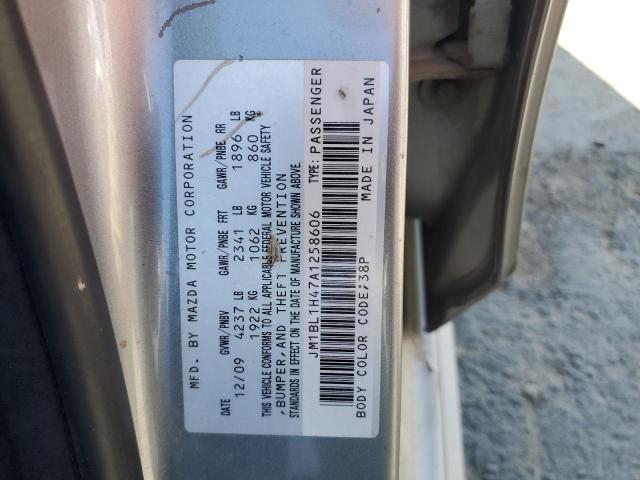 MFD. BY MAZDA MOTOR CORPORATION
DATE GVWR/PNBV GAWR/PNBE FRT GAWR/PNBE RR
12/09 4237 LB 2341 LB 1896 LB
1922 KG 1062 KG 860 KG
THIS VEHICLE CONFORMS TO ALL APPLICABLE FEDERAL MOTOR VEHICLE SAFETY
,BUMPER,AND THEFT PREVENTION
STANDARDS IN EFFECT ON THE DATE OF MANUFACTURE SHOWN ABOVE.
JM1BL1H47A1258606 TYPE: PASSENGER
BODY COLOR CODE;38P MADE IN JAPAN